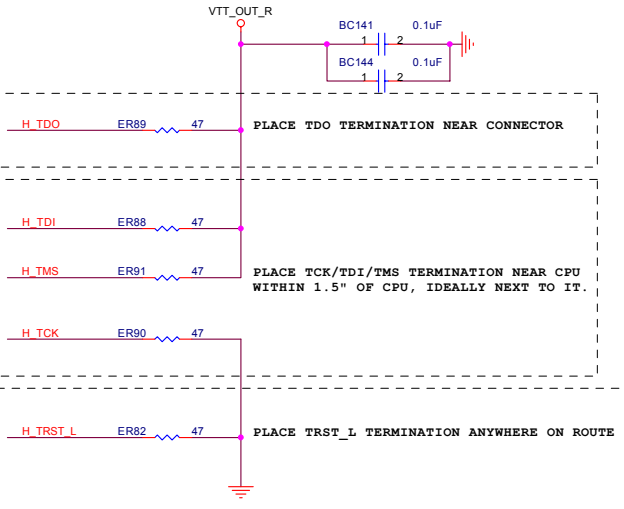 VTT_OUT_R
BC141 0.1uF
1 2
BC144 0.1uF
1 2
H_TDO ER89 47 PLACE TDO TERMINATION NEAR CONNECTOR
H_TDI ER88 47
H_TMS ER91 47 PLACE TCK/TDI/TMS TERMINATION NEAR CPU
WITHIN 1.5" OF CPU, IDEALLY NEXT TO IT.
H_TCK ER90 47
H_TRST_L ER82 47 PLACE TRST_L TERMINATION ANYWHERE ON ROUTE